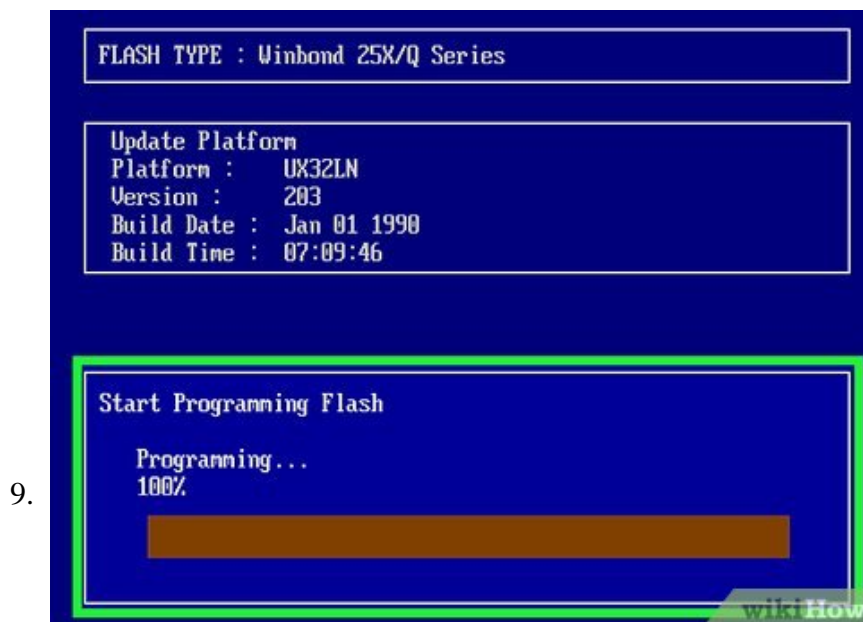 FLASH TYPE : Winbond 25X/Q Series
Update Platform
Platform : UX32LN
Version : 203
Build Date : Jan 01 1990
Build Time : 07:09:46
Start Programming Flash
Programming...
100%
9.
wikiHow